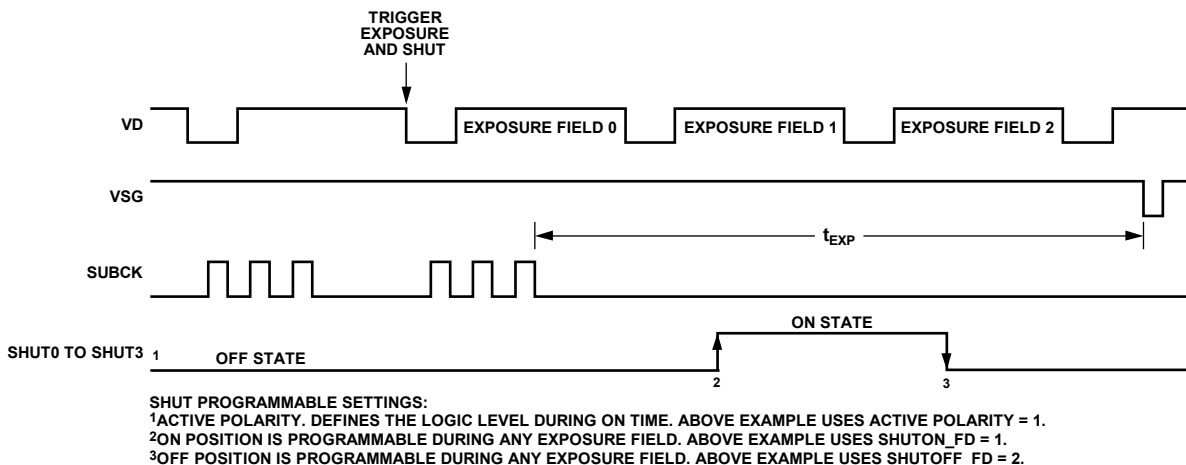 TRIGGER
EXPOSURE
AND SHUT
VD
EXPOSURE FIELD 0
EXPOSURE FIELD 1
EXPOSURE FIELD 2
VSG
tEXP
SUBCK
ON STATE
SHUT0 TO SHUT3
1
OFF STATE
2
3
SHUT PROGRAMMABLE SETTINGS:
1ACTIVE POLARITY. DEFINES THE LOGIC LEVEL DURING ON TIME. ABOVE EXAMPLE USES ACTIVE POLARITY = 1.
2ON POSITION IS PROGRAMMABLE DURING ANY EXPOSURE FIELD. ABOVE EXAMPLE USES SHUTON_FD = 1.
3OFF POSITION IS PROGRAMMABLE DURING ANY EXPOSURE FIELD. ABOVE EXAMPLE USES SHUTOFF_FD = 2.